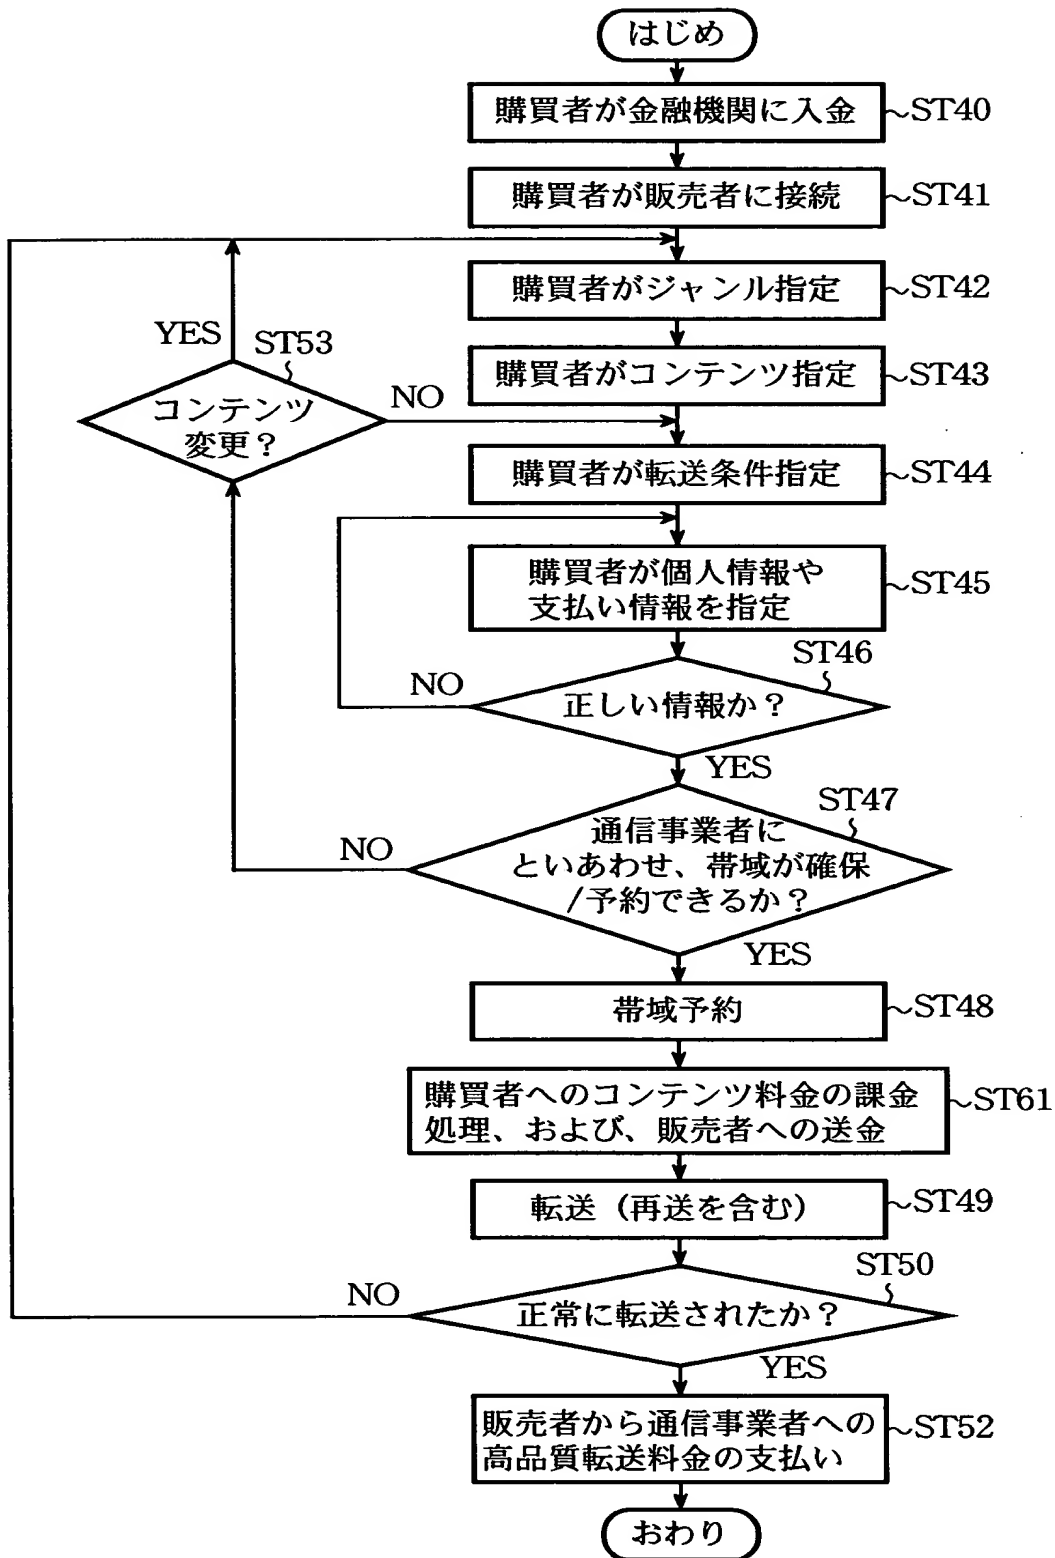 はじめ
購買者が金融機関に入金
ST40
購買者が販売者に接続
ST41
購買者がジャンル指定
ST42
YES
ST53
購買者がコンテンツ指定
ST43
コンテンツ
変更？
NO
購買者が転送条件指定
ST44
購買者が個人情報や
支払い情報を指定
ST45
ST46
NO
正しい情報か？
YES
ST47
NO
通信事業者に
といあわせ、帯域が確保
/予約できるか？
YES
帯域予約
ST48
購買者へのコンテンツ料金の課金
処理、および、販売者への送金
ST61
転送（再送を含む）
ST49
ST50
NO
正常に転送されたか？
YES
販売者から通信事業者への
高品質転送料金の支払い
ST52
おわり